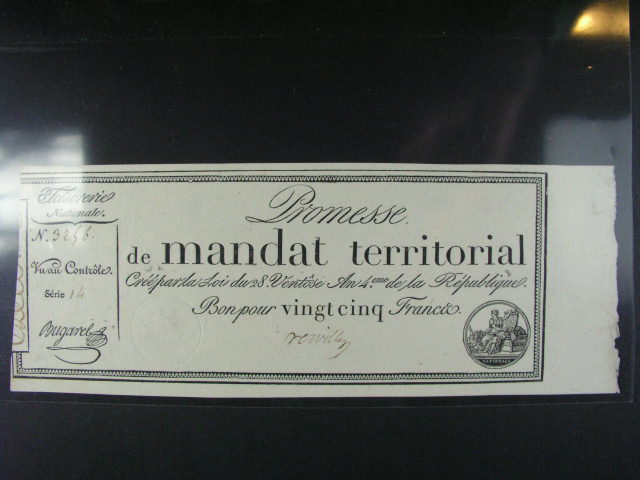 Trésorerie
Nationale.
N.
Vu au Contrôle.
Série 14
Bugarel
Promesse
de mandat territorial
Créé par la Loi du 28. Ventôse An 4.eme de la République.
Bon pour vingt cinq Francs.